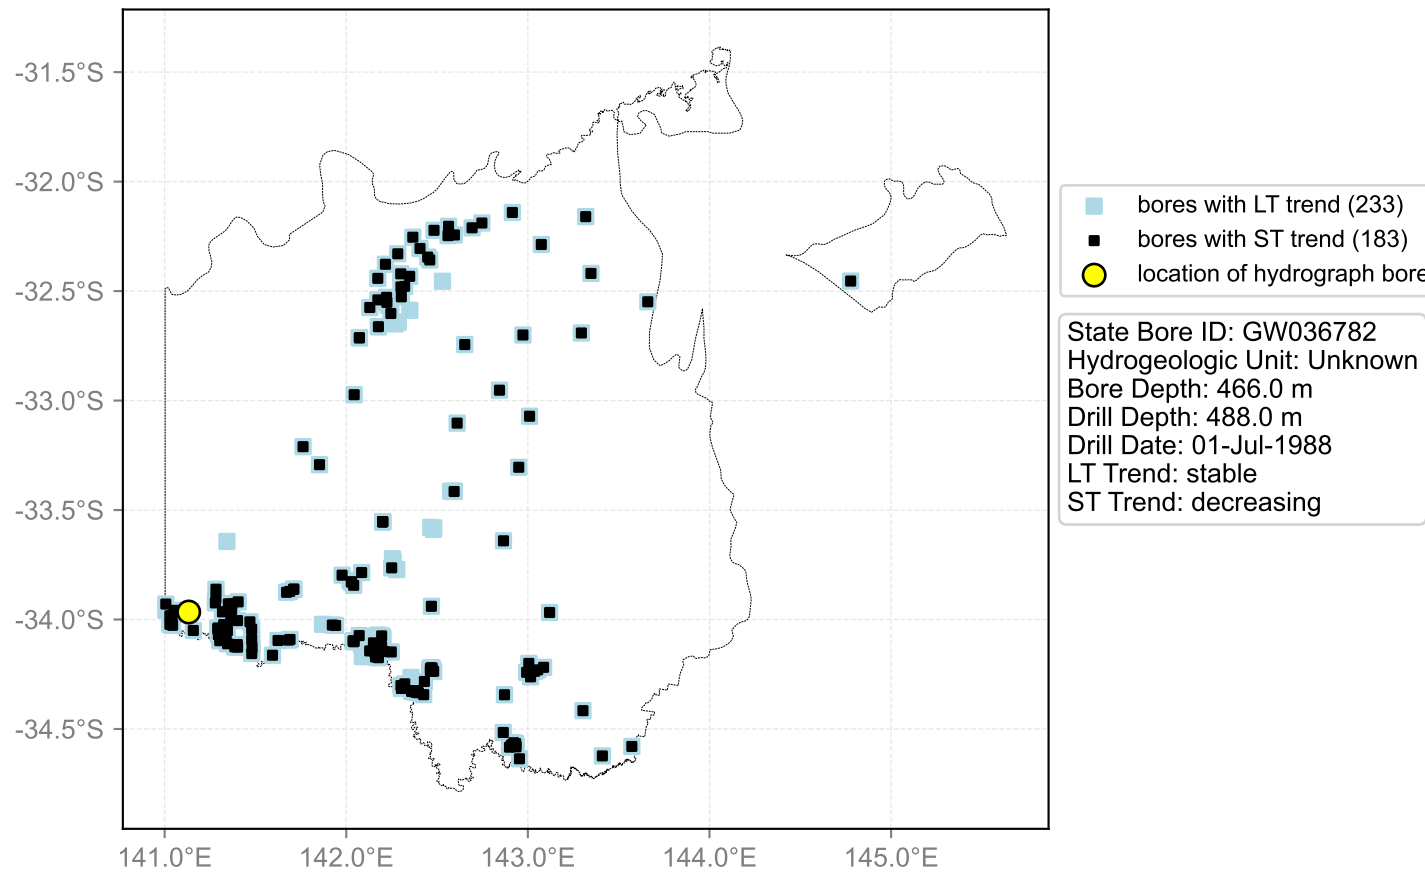 -31.5°S
-32.0°S
-32.5°S
-33.0°S
-33.5°S
-34.0°S
-34.5°S
141.0°E
142.0°E
143.0°E
144.0°E
145.0°E
bores with LT trend (233)
bores with ST trend (183)
location of hydrograph bore
State Bore ID: GW036782
Hydrogeologic Unit: Unknown
Bore Depth: 466.0 m
Drill Depth: 488.0 m
Drill Date: 01-Jul-1988
LT Trend: stable
ST Trend: decreasing